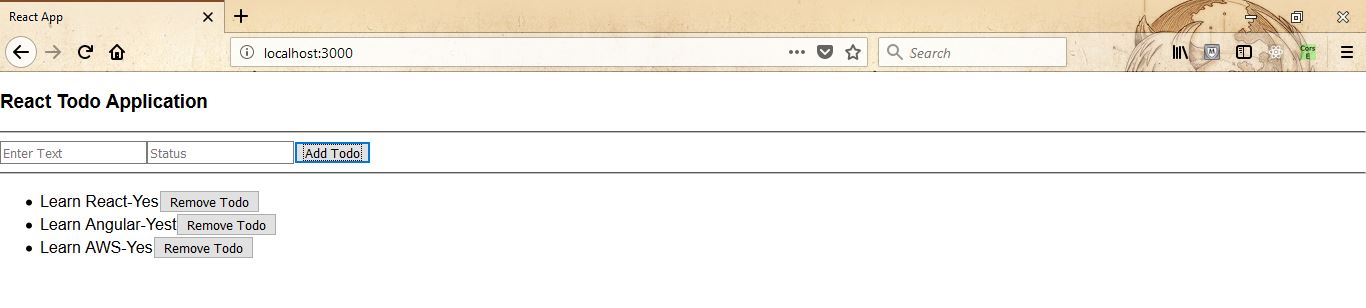 React App
localhost:3000
Search
Cors E
React Todo Application
Enter Text Status Add Todo
Learn React-Yes Remove Todo
Learn Angular-Yest Remove Todo
Learn AWS-Yes Remove Todo